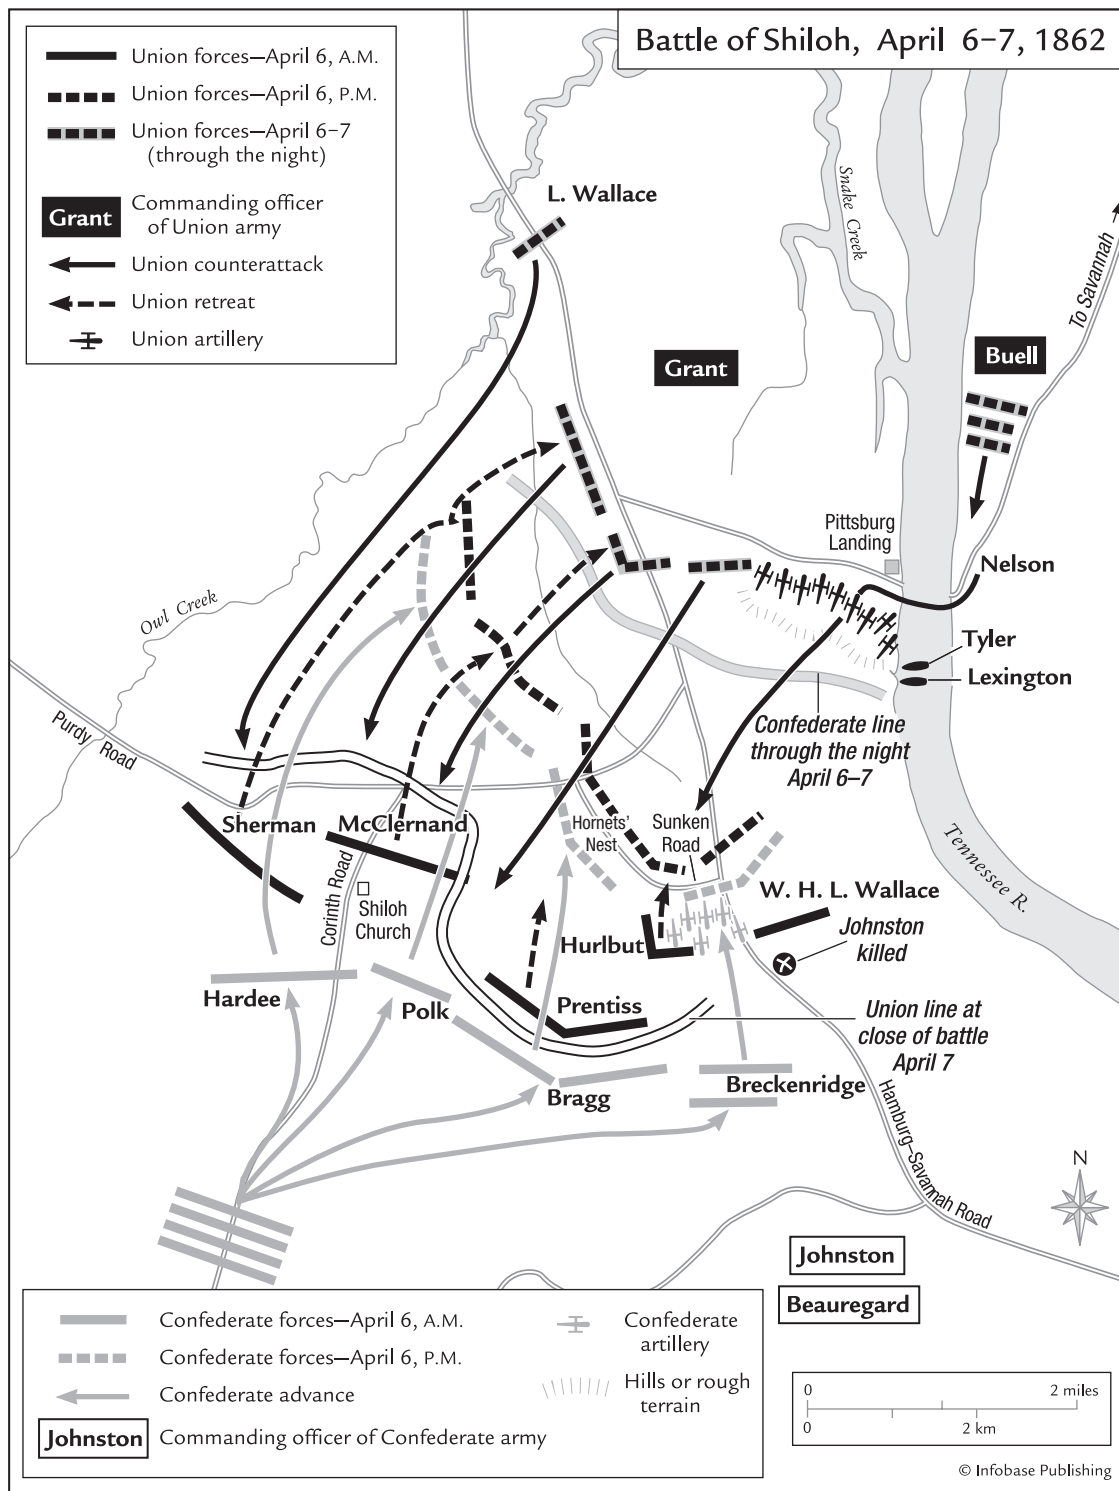 Battle of Shiloh, April 6–7, 1862
Union forces—April 6, A.M.
Union forces—April 6, P.M.
Union forces—April 6–7
(through the night)
Grant
Commanding officer
of Union army
Union counterattack
Union retreat
Union artillery
L. Wallace
Snake Creek
To Savannah
Grant
Buell
Pittsburg
Landing
Nelson
Owl Creek
Tyler
Lexington
Purdy Road
Confederate line
through the night
April 6–7
Sherman
McClernand
Hornets'
Nest
Sunken
Road
Tennessee R.
Corinth Road
Shiloh
Church
W. H. L. Wallace
Johnston
killed
Hurlbut
Hardee
Polk
Prentiss
Union line at
close of battle
April 7
Bragg
Breckenridge
Hamburg–Savannah Road
N
Johnston
Beauregard
Confederate forces—April 6, A.M.
Confederate forces—April 6, P.M.
Confederate advance
Johnston
Commanding officer of Confederate army
Confederate
artillery
Hills or rough
terrain
0 2 miles
0 2 km
© Infobase Publishing